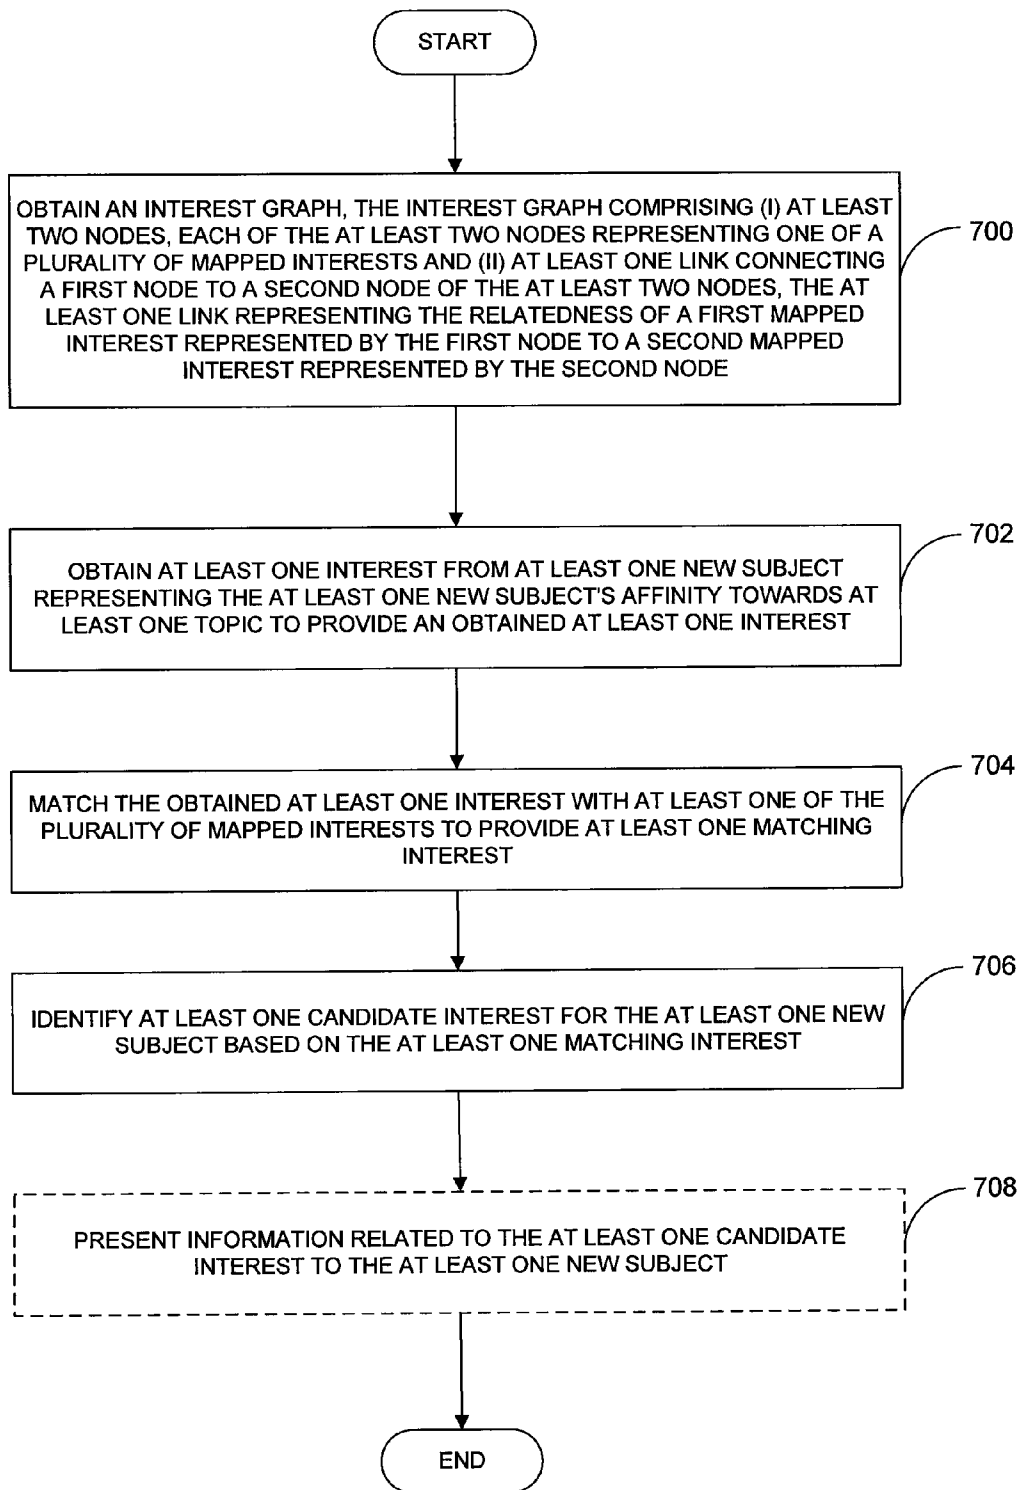 START
OBTAIN AN INTEREST GRAPH, THE INTEREST GRAPH COMPRISING (I) AT LEAST
TWO NODES, EACH OF THE AT LEAST TWO NODES REPRESENTING ONE OF A
PLURALITY OF MAPPED INTERESTS AND (II) AT LEAST ONE LINK CONNECTING
A FIRST NODE TO A SECOND NODE OF THE AT LEAST TWO NODES, THE AT
LEAST ONE LINK REPRESENTING THE RELATEDNESS OF A FIRST MAPPED
INTEREST REPRESENTED BY THE FIRST NODE TO A SECOND MAPPED
INTEREST REPRESENTED BY THE SECOND NODE
700
OBTAIN AT LEAST ONE INTEREST FROM AT LEAST ONE NEW SUBJECT
REPRESENTING THE AT LEAST ONE NEW SUBJECT'S AFFINITY TOWARDS AT
LEAST ONE TOPIC TO PROVIDE AN OBTAINED AT LEAST ONE INTEREST
702
MATCH THE OBTAINED AT LEAST ONE INTEREST WITH AT LEAST ONE OF THE
PLURALITY OF MAPPED INTERESTS TO PROVIDE AT LEAST ONE MATCHING
INTEREST
704
IDENTIFY AT LEAST ONE CANDIDATE INTEREST FOR THE AT LEAST ONE NEW
SUBJECT BASED ON THE AT LEAST ONE MATCHING INTEREST
706
PRESENT INFORMATION RELATED TO THE AT LEAST ONE CANDIDATE
INTEREST TO THE AT LEAST ONE NEW SUBJECT
708
END